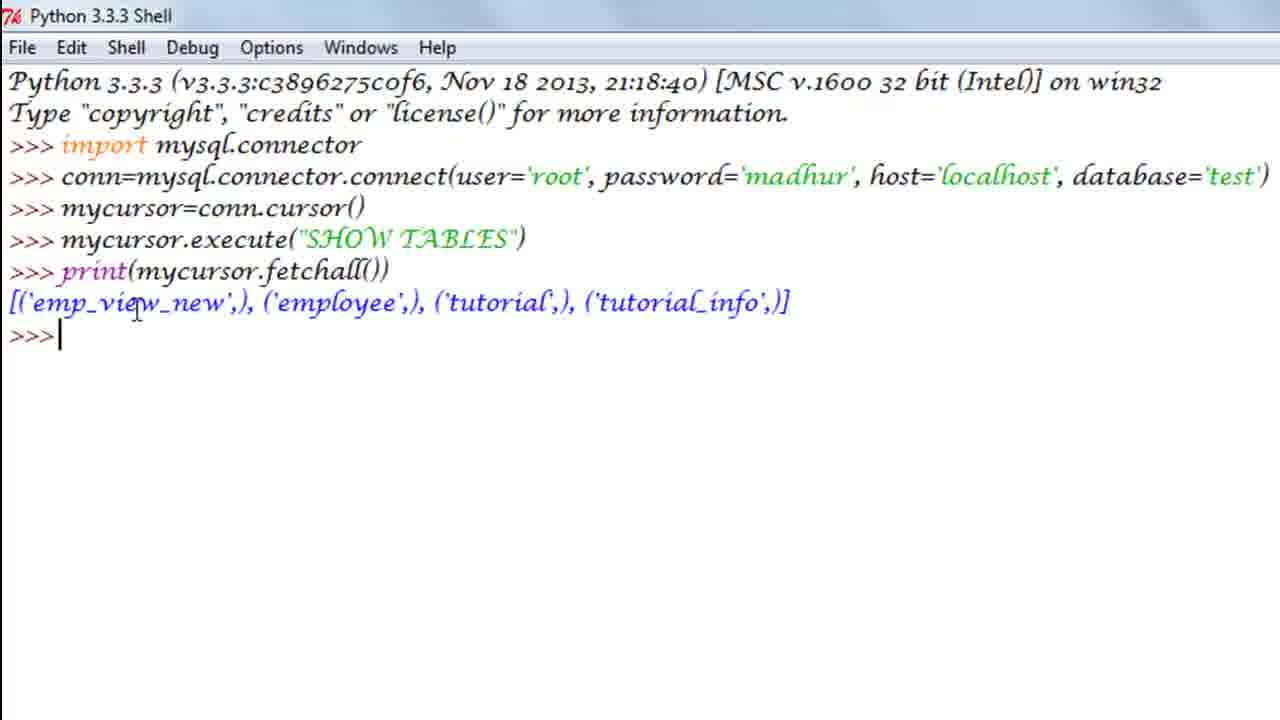 Python 3.3.3 Shell
File Edit Shell Debug Options Windows Help
Python 3.3.3 (v3.3.3:c3896275c0f6, Nov 18 2013, 21:18:40) [MSC v.1600 32 bit (Intel)] on win32
Type "copyright", "credits" or "license()" for more information.
>>> import mysql.connector
>>> conn=mysql.connector.connect(user='root', password='madhur', host='localhost', database='test')
>>> mycursor=conn.cursor()
>>> mycursor.execute("SHOW TABLES")
>>> print(mycursor.fetchall())
[('emp_view_new',), ('employee',), ('tutorial',), ('tutorial_info',)]
>>>